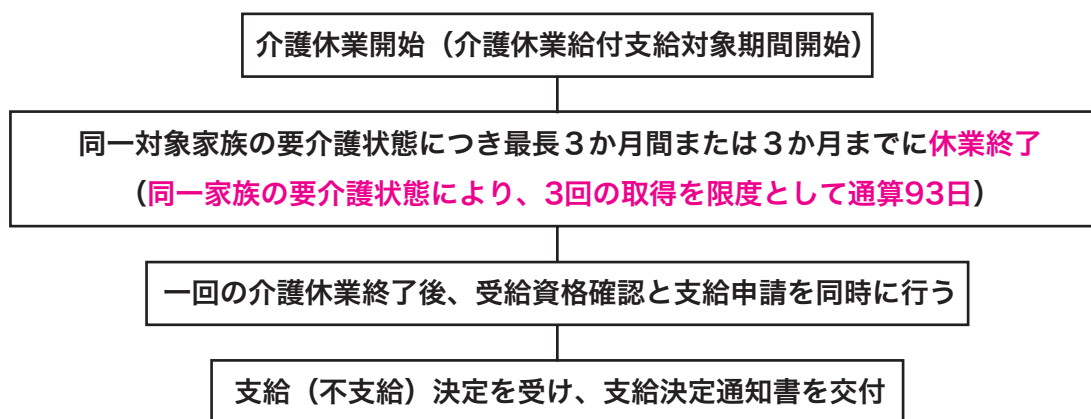 介護休業開始（介護休業給付支給対象期間開始）
同一対象家族の要介護状態につき最長３か月間または３か月までに休業終了
（同一家族の要介護状態により、3回の取得を限度として通算93日）
一回の介護休業終了後、受給資格確認と支給申請を同時に行う
支給（不支給）決定を受け、支給決定通知書を交付